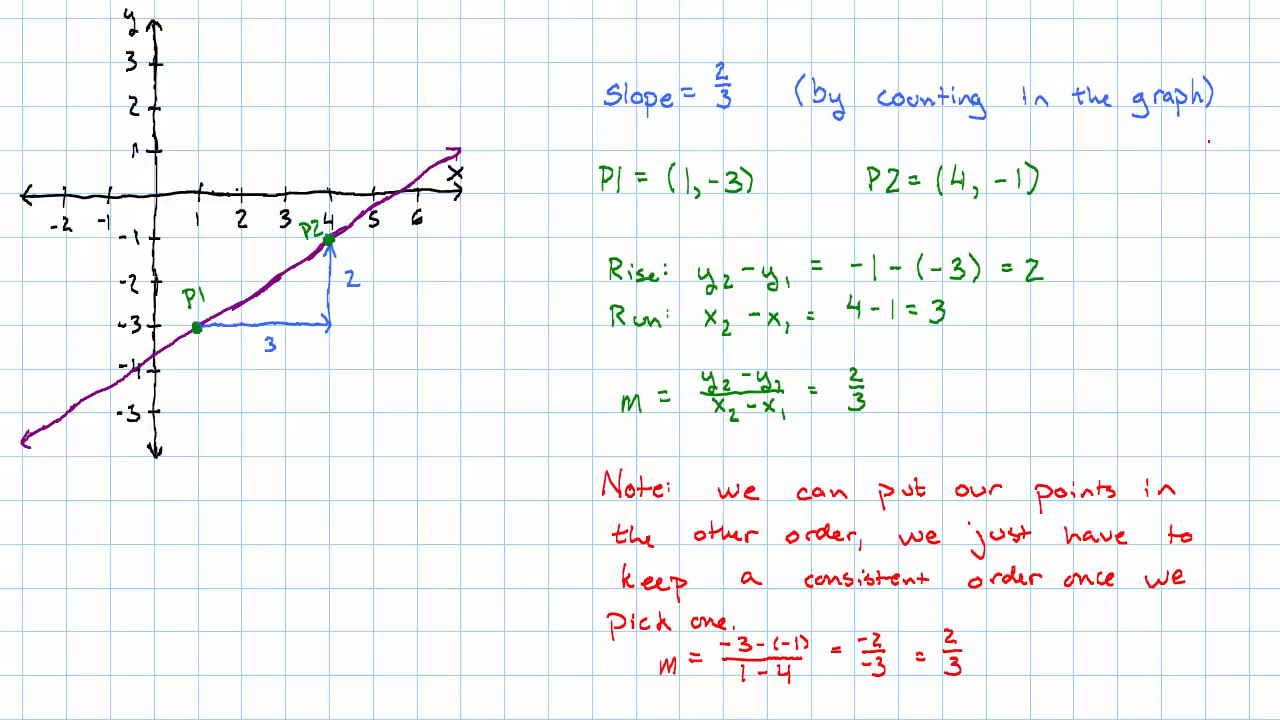 y
3
2
1
x
-2 -1 1 2 3 4 5 6
P2
-1
-2
2
P1
-3
3
-4
-3
slope = 2/3 (by counting in the graph)
P1 = (1, -3) P2 = (4, -1)
Rise: y₂ - y₁ = -1 - (-3) = 2
Run: x₂ - x₁ = 4 - 1 = 3
m = (y₂ - y₂)/(x₂ - x₁) = 2/3
Note: we can put our points in
the other order, we just have to
keep a consistent order once we
pick one.
m = (-3-(-1))/(1-4) = -2/-3 = 2/3